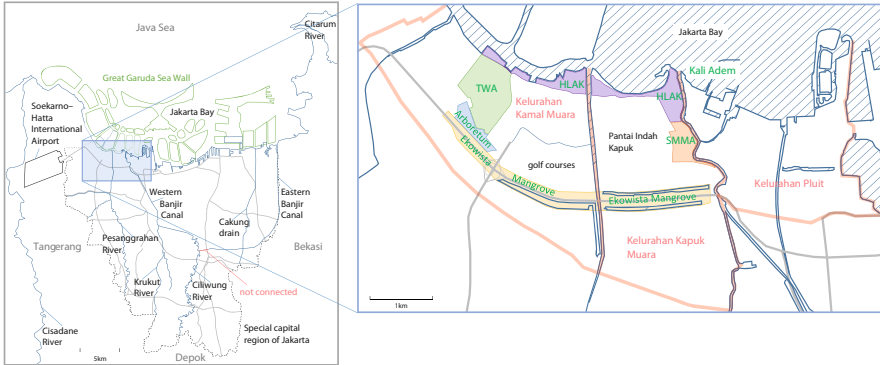 Java Sea
Citarum
River
Great Garuda Sea Wall
Soekarno–
Hatta
International
Airport
Jakarta Bay
Western
Banjir
Canal
Eastern
Banjir
Canal
Cakung
drain
Tangerang
Pesanggrahan
River
Bekasi
Krukut
River
Ciliwung
River
not connected
Cisadane
River
Special capital
region of Jakarta
5km
Depok
Jakarta Bay
Kali Adem
TWA
HLAK
HLAK
Kelurahan
Kamal Muara
Arboretum
Pantai Indah
Kapuk
SMMA
Ekowista
golf courses
Mangrove
Ekowista Mangrove
Kelurahan Pluit
Kelurahan Kapuk
Muara
1km